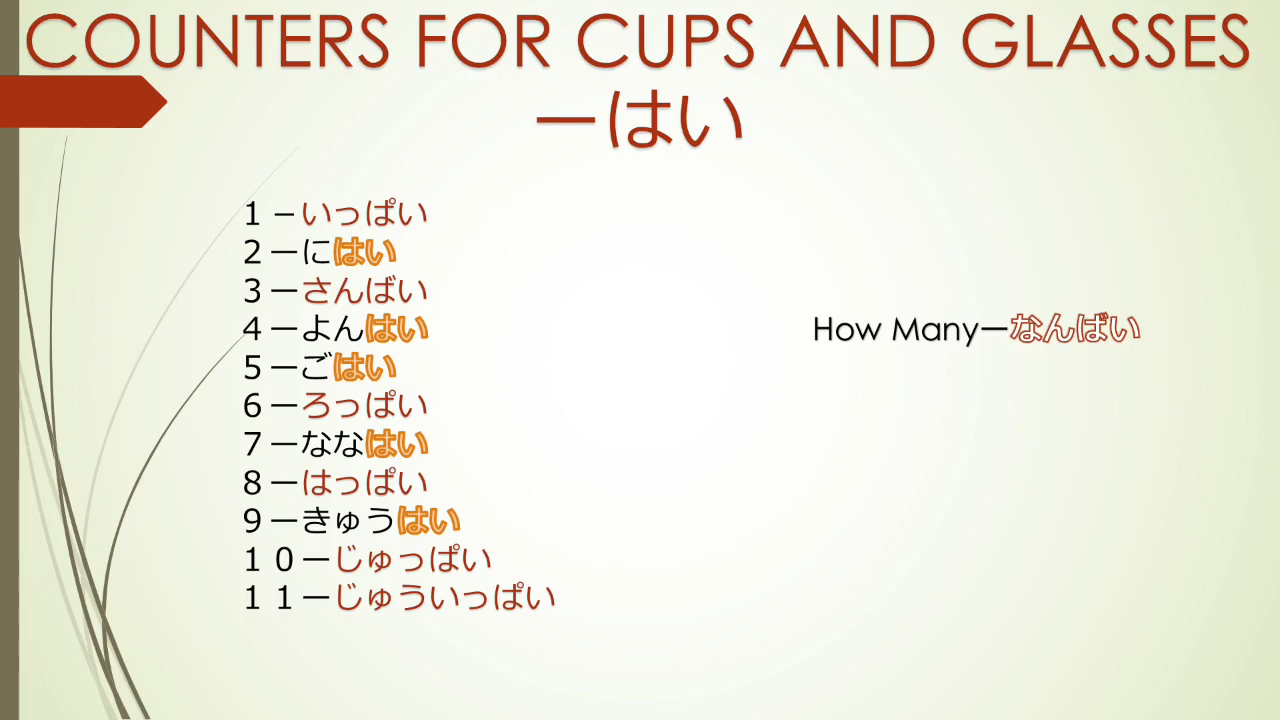 COUNTERS FOR CUPS AND GLASSES
ーはい
１－いっぱい
２ーにはい
３ーさんばい
４ーよんはい
５ーごはい
６ーろっぱい
７ーななはい
８ーはっぱい
９ーきゅうはい
１０ーじゅっぱい
１１ーじゅういっぱい
How Manyーなんばい